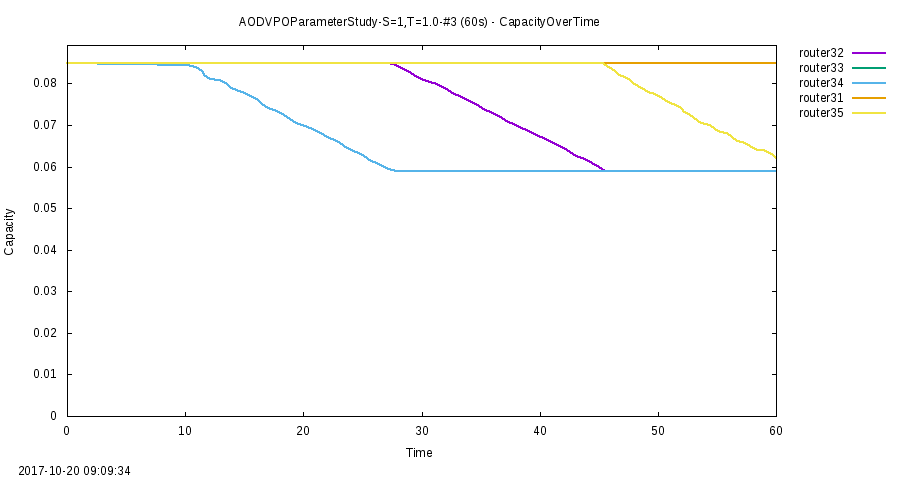 AODVPOParameterStudy-S=1,T=1.0-#3 (60s) - CapacityOverTime
router32
router33
router34
router31
router35
0.08
0.07
0.06
0.05
0.04
0.03
0.02
0.01
0
Capacity
0 10 20 30 40 50 60
Time
2017-10-20 09:09:34